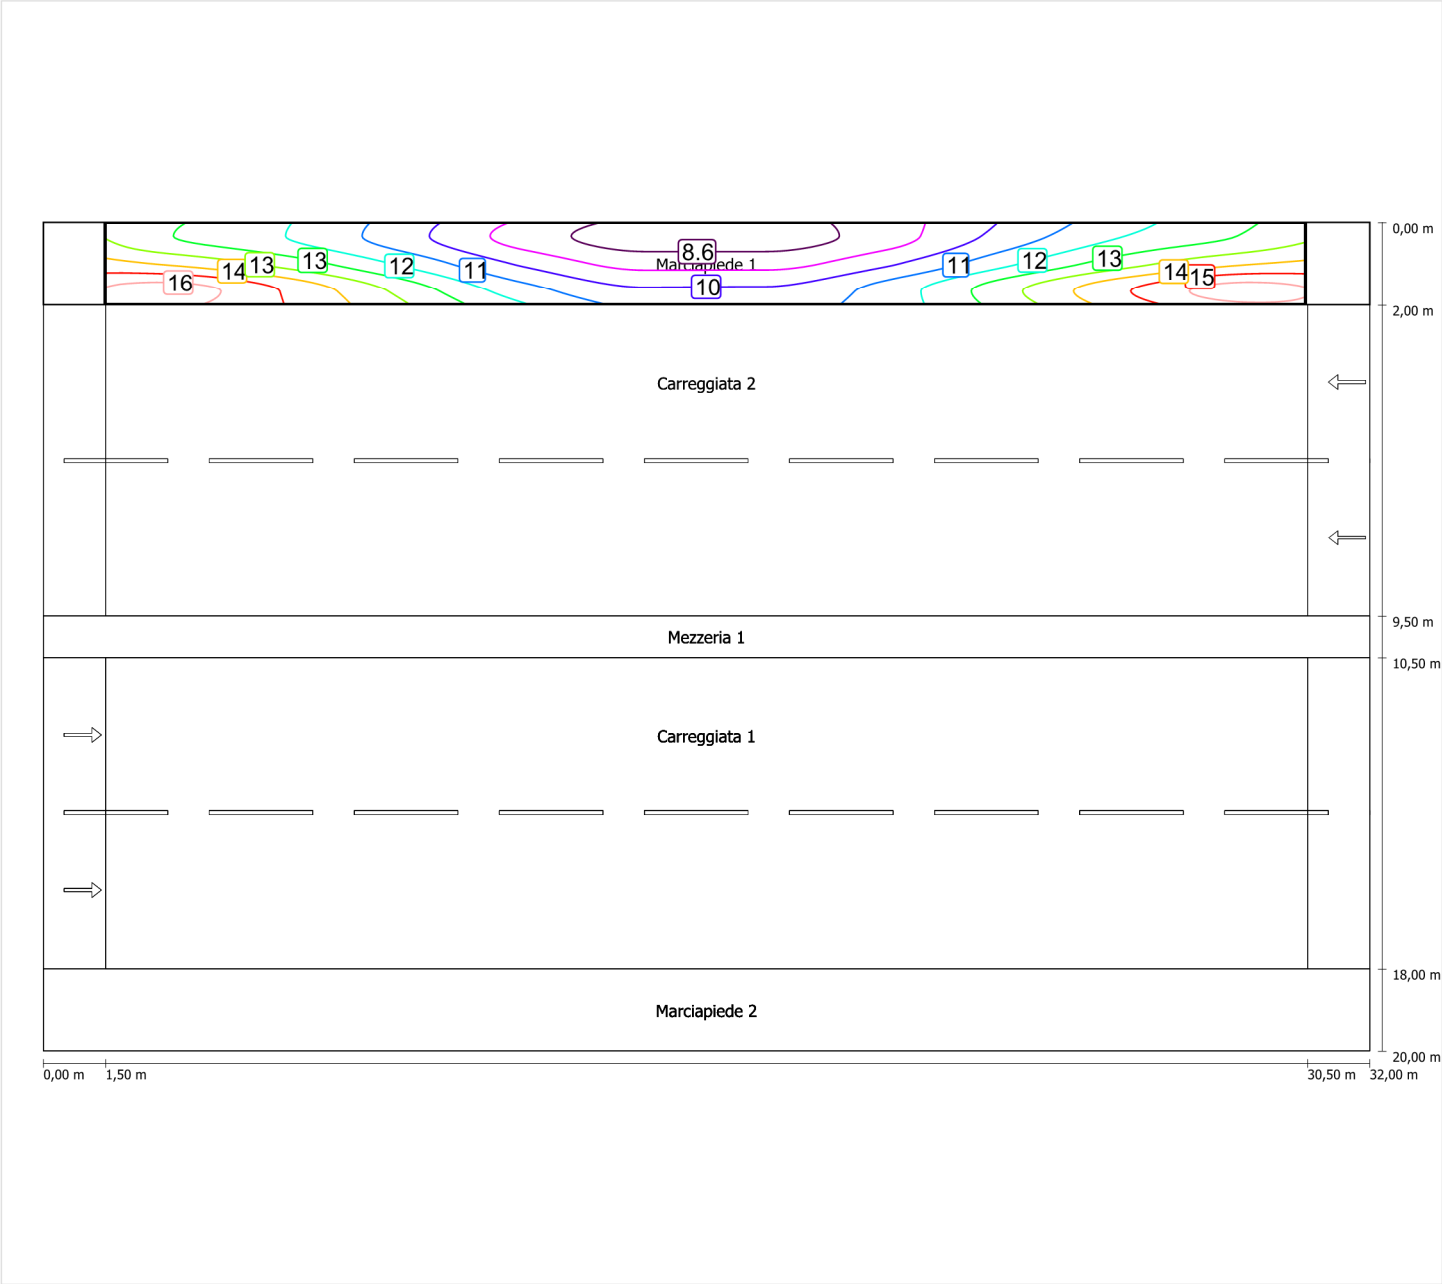 0,00 m
8.6
Marciapiede 1
13
12
11
11
12
13
13
14
16
10
14
15
2,00 m
Carreggiata 2
9,50 m
Mezzeria 1
10,50 m
Carreggiata 1
18,00 m
Marciapiede 2
20,00 m
0,00 m 1,50 m 30,50 m 32,00 m